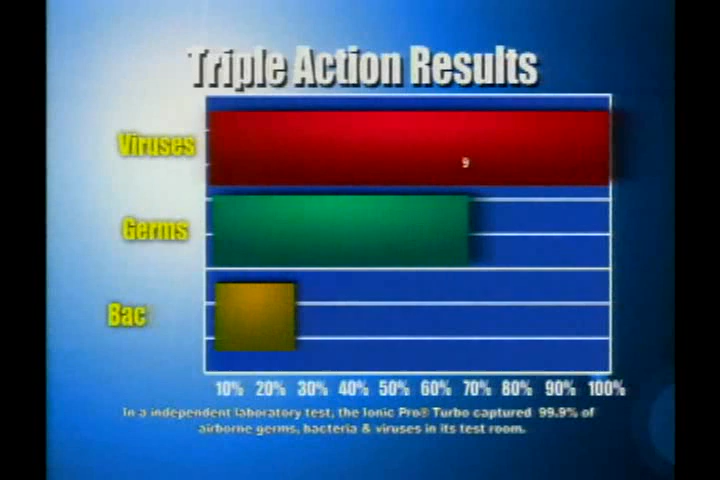 Triple Action Results
Viruses
9
Germs
Bac
10% 20% 30% 40% 50% 60% 70% 80% 90% 100%
In a independent laboratory test, the Ionic Pro® Turbo captured 99.9% of
airborne germs, bacteria & viruses in its test room.